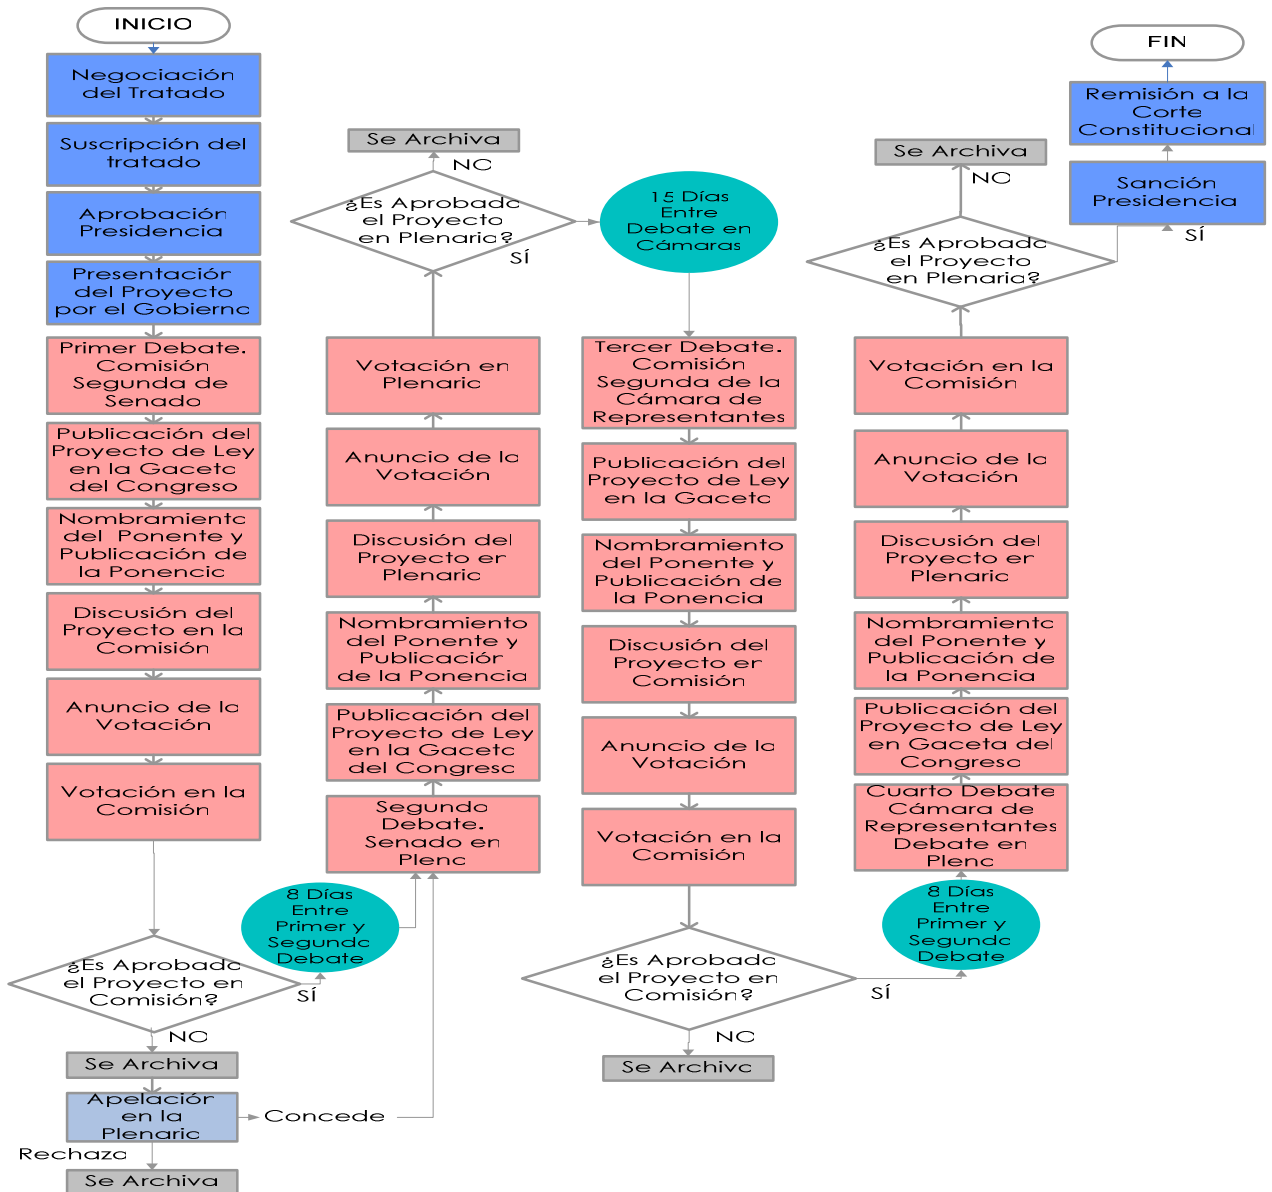 INICIO
Negociación
del Tratado
Suscripción del
tratado
Aprobación
Presidencia
Presentación
del Proyecto
por el Gobierno
Primer Debate.
Comisión
Segunda de
Senado
Publicación del
Proyecto de Ley
en la Gaceta
del Congreso
Nombramiento
del Ponente y
Publicación de
la Ponencia
Discusión del
Proyecto en la
Comisión
Anuncio de la
Votación
Votación en la
Comisión
¿Es Aprobado
el Proyecto en
Comisión?
SÍ
NO
Se Archiva
Apelación
en la
Plenaria
Concede
Rechaza
Se Archiva
8 Días
Entre
Primer y
Segundo
Debate
Segundo
Debate.
Senado en
Pleno
Publicación del
Proyecto de Ley
en la Gaceta
del Congreso
Nombramiento
del Ponente y
Publicación
de la Ponencia
Discusión del
Proyecto en
Plenaria
Anuncio de la
Votación
Votación en
Plenaria
¿Es Aprobado
el Proyecto
en Plenaria?
SÍ
NO
Se Archiva
15 Días
Entre
Debate en
Cámaras
Tercer Debate.
Comisión
Segunda de la
Cámara de
Representantes
Publicación del
Proyecto de Ley
en la Gaceta
Nombramiento
del Ponente y
Publicación de
la Ponencia
Discusión del
Proyecto en
Comisión
Anuncio de la
Votación
Votación en la
Comisión
¿Es Aprobado
el Proyecto en
Comisión?
SÍ
NO
Se Archiva
8 Días
Entre
Primer y
Segundo
Debate
Cuarto Debate
Cámara de
Representantes
Debate en
Pleno
Publicación del
Proyecto de Ley
en Gaceta del
Congreso
Nombramiento
del Ponente y
Publicación de
la Ponencia
Discusión del
Proyecto en
Plenaria
Anuncio de la
Votación
Votación en la
Comisión
¿Es Aprobado
el Proyecto
en Plenaria?
NO
Se Archiva
SÍ
Sanción
Presidencia
Remisión a la
Corte
Constitucional
FIN